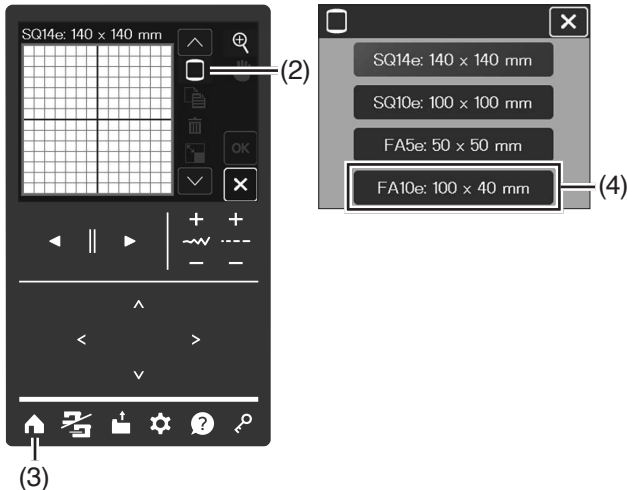 SQ14e: 140 x 140 mm
(2)
OK
(3)
SQ14e: 140 x 140 mm
SQ10e: 100 x 100 mm
FA5e: 50 x 50 mm
FA10e: 100 x 40 mm
(4)